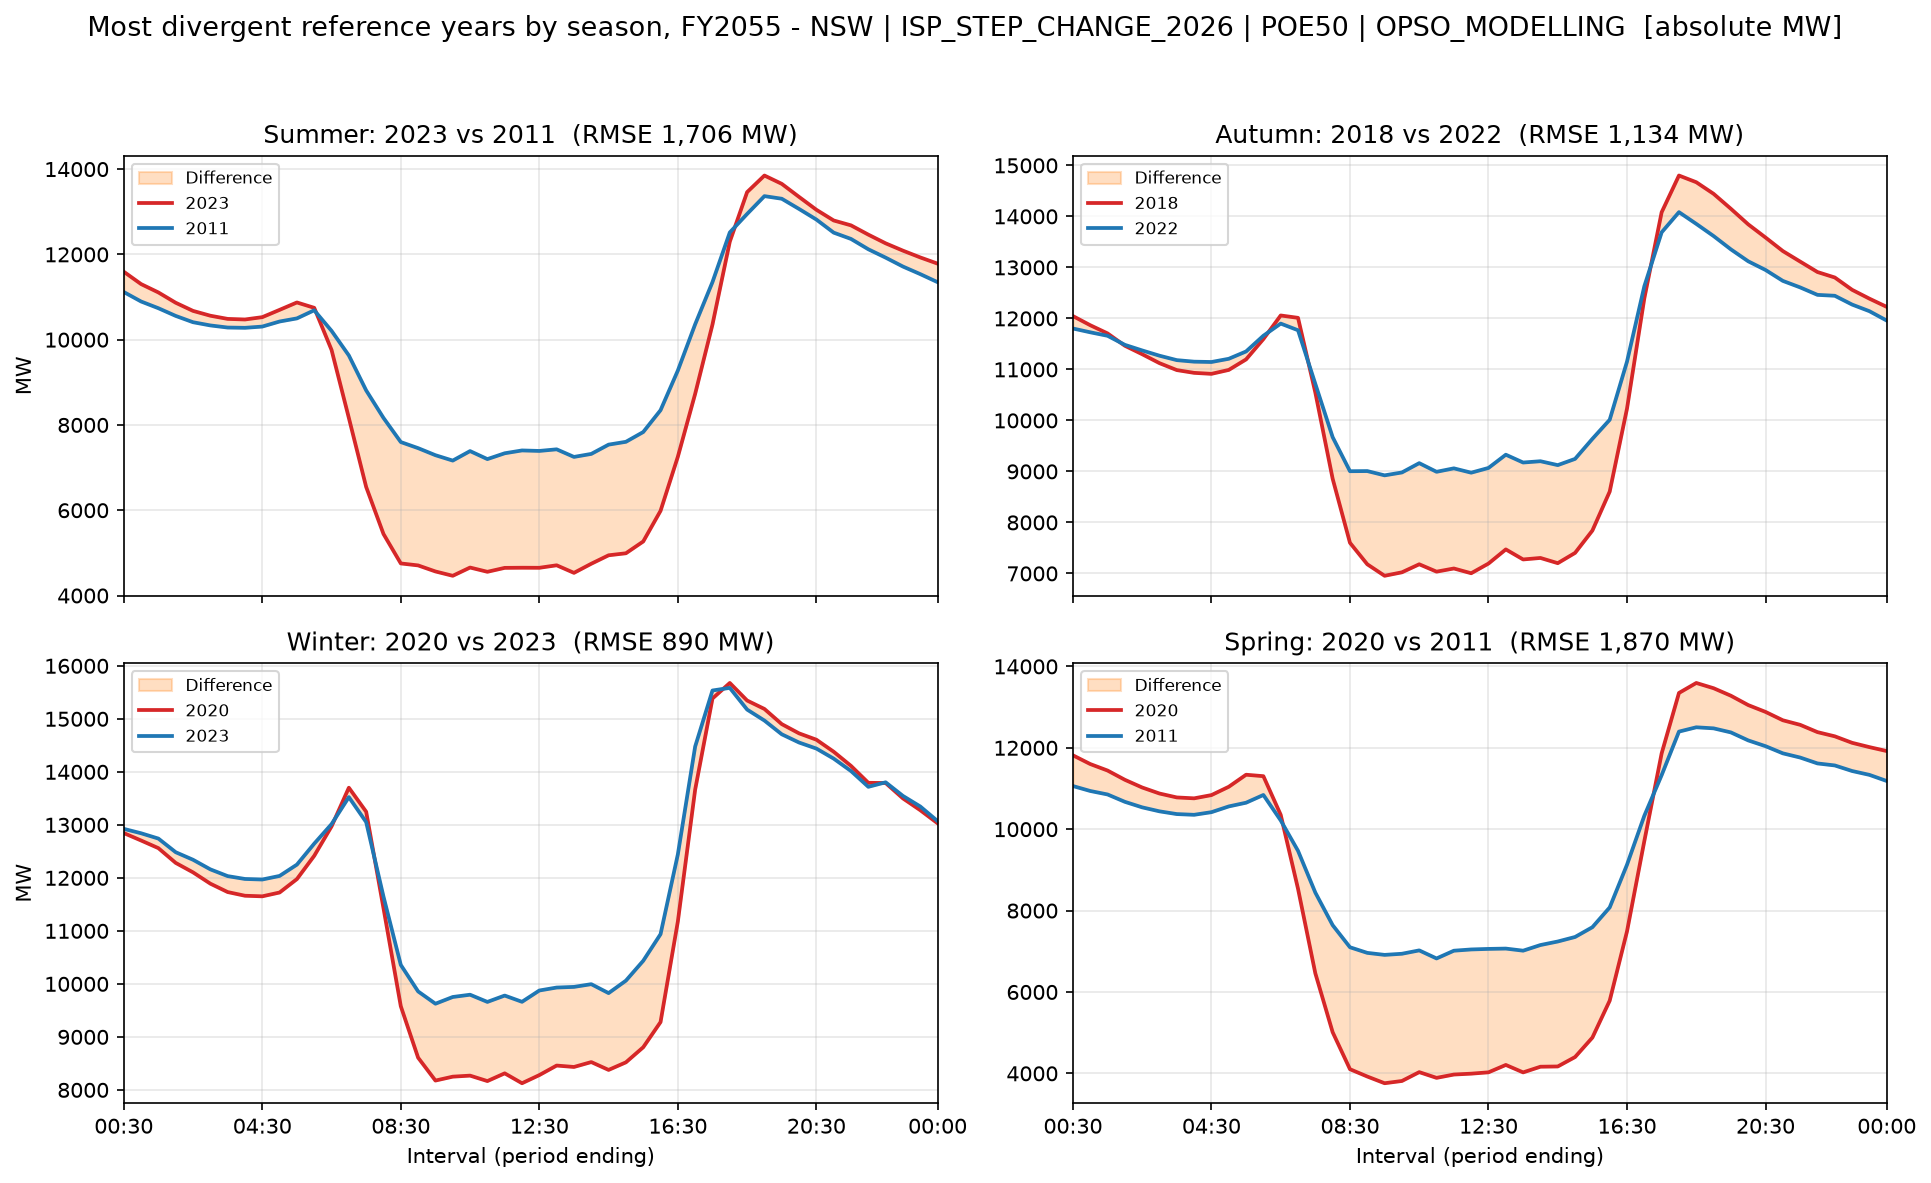 Most divergent reference years by season, FY2055 - NSW | ISP_STEP_CHANGE_2026 | POE50 | OPSO_MODELLING  [absolute MW]
Summer: 2023 vs 2011  (RMSE 1,706 MW)
14000
12000
10000
8000
6000
4000
MW
Difference
2023
2011
Autumn: 2018 vs 2022  (RMSE 1,134 MW)
15000
14000
13000
12000
11000
10000
9000
8000
7000
Difference
2018
2022
Winter: 2020 vs 2023  (RMSE 890 MW)
16000
15000
14000
13000
12000
11000
10000
9000
8000
MW
Difference
2020
2023
00:30 04:30 08:30 12:30 16:30 20:30 00:00
Interval (period ending)
Spring: 2020 vs 2011  (RMSE 1,870 MW)
14000
12000
10000
8000
6000
4000
Difference
2020
2011
00:30 04:30 08:30 12:30 16:30 20:30 00:00
Interval (period ending)